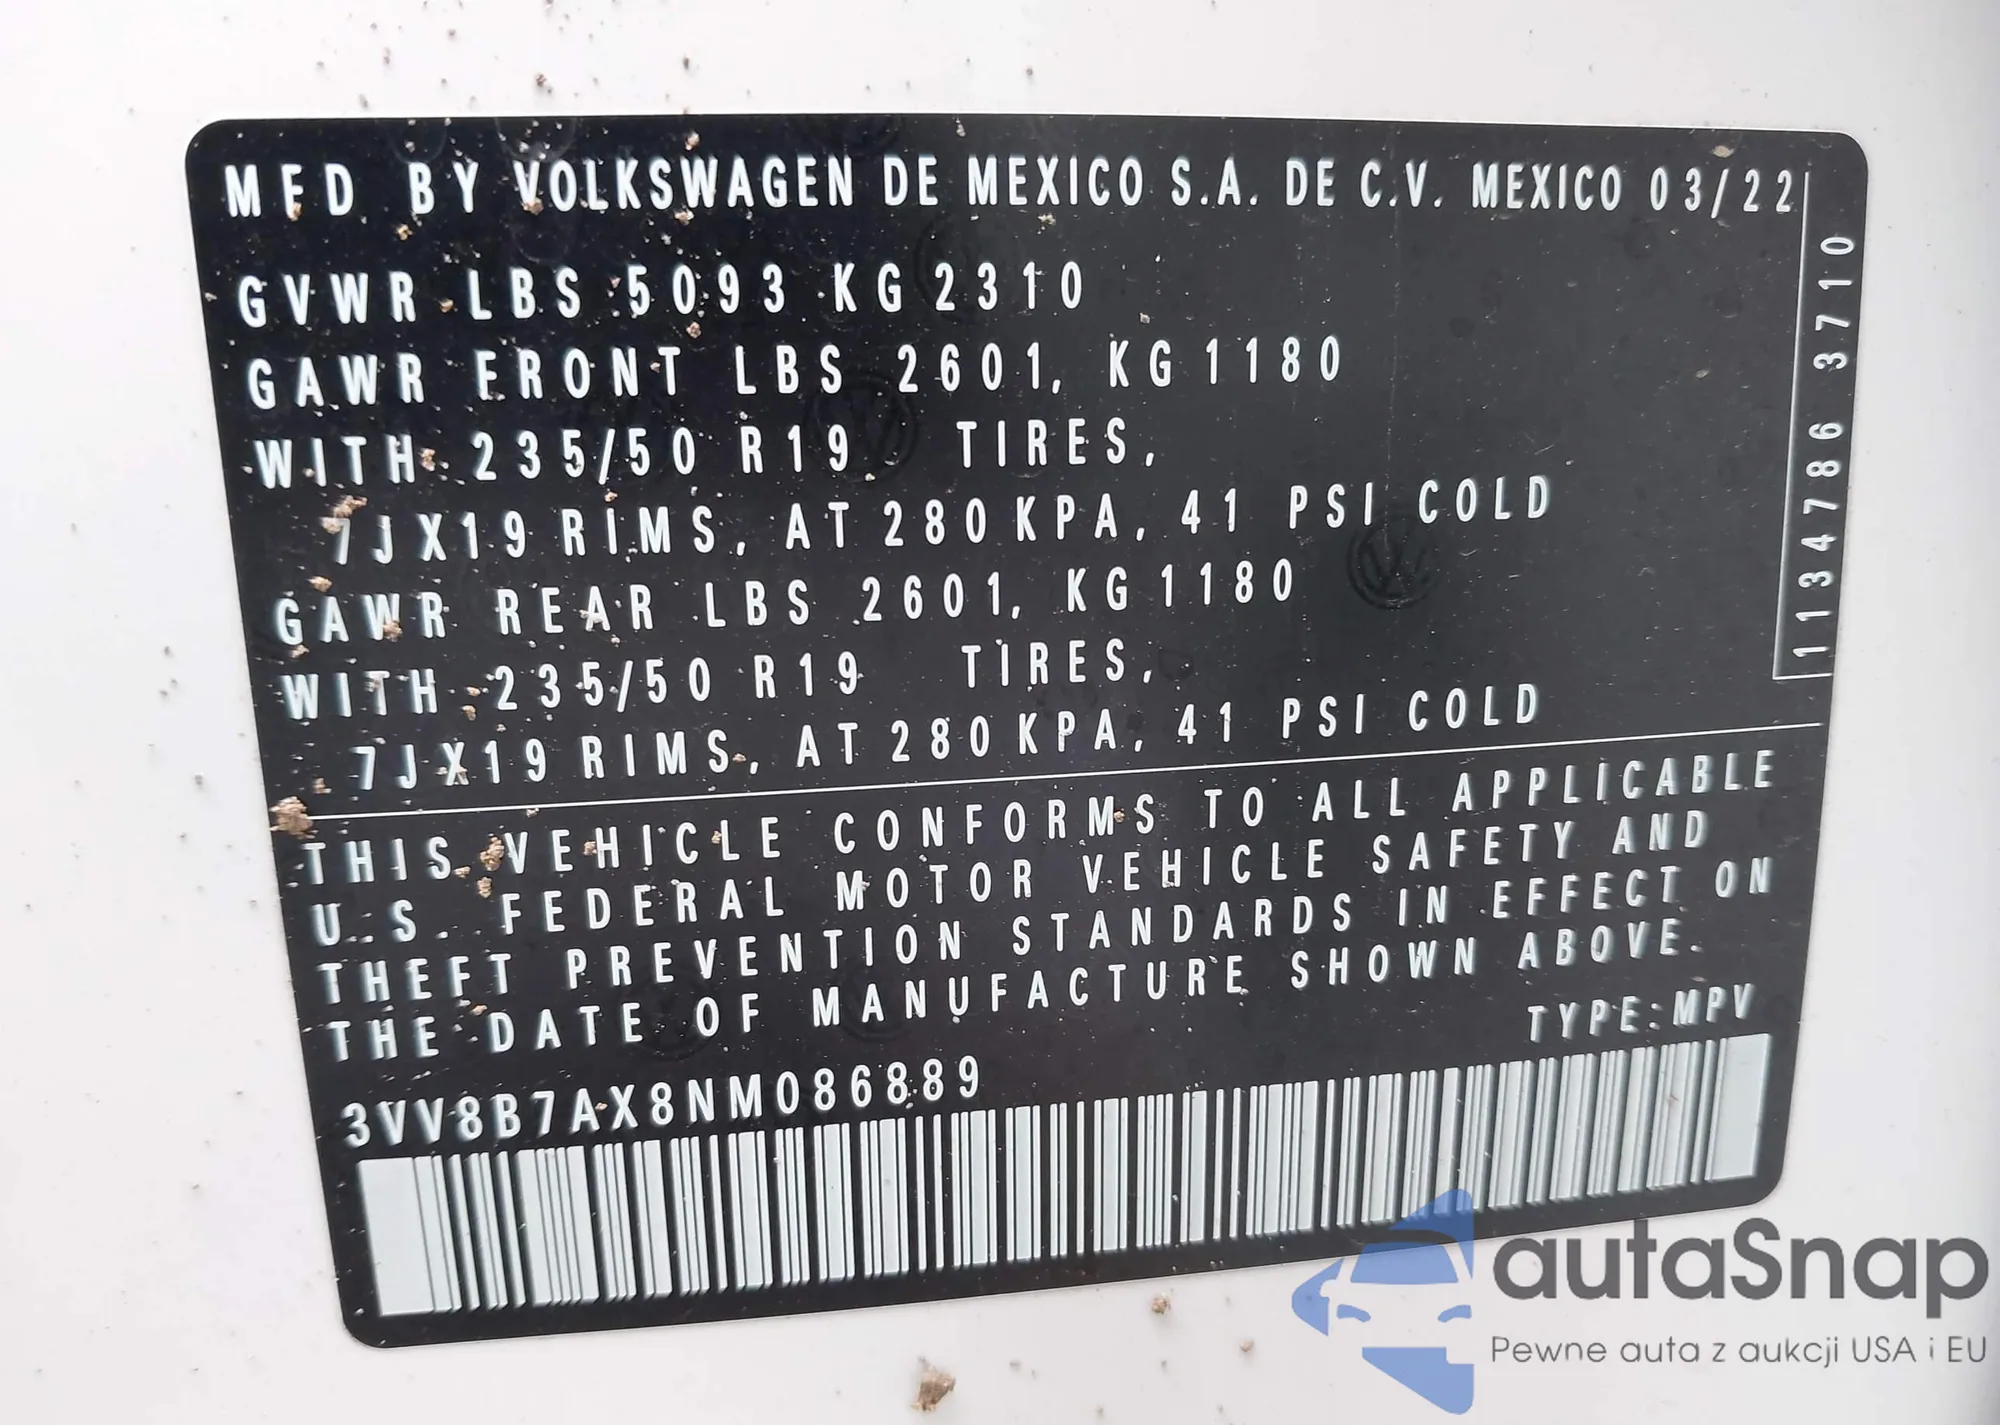 MFD BY VOLKSWAGEN DE MEXICO S.A. DE C.V. MEXICO 03/22
GVWR LBS 5093 KG 2310
GAWR FRONT LBS 2601, KG 1180
WITH 235/50 R19 TIRES,
7JX19 RIMS, AT 280 KPA, 41 PSI COLD
GAWR REAR LBS 2601, KG 1180
WITH 235/50 R19 TIRES,
7JX19 RIMS, AT 280 KPA, 41 PSI COLD
1134786 3710
THIS VEHICLE CONFORMS TO ALL APPLICABLE
U.S. FEDERAL MOTOR VEHICLE SAFETY AND
THEFT PREVENTION STANDARDS IN EFFECT ON
THE DATE OF MANUFACTURE SHOWN ABOVE.
TYPE:MPV
3VV8B7AX8NM086889
autaSnap
Pewne auta z aukcji USA i EU